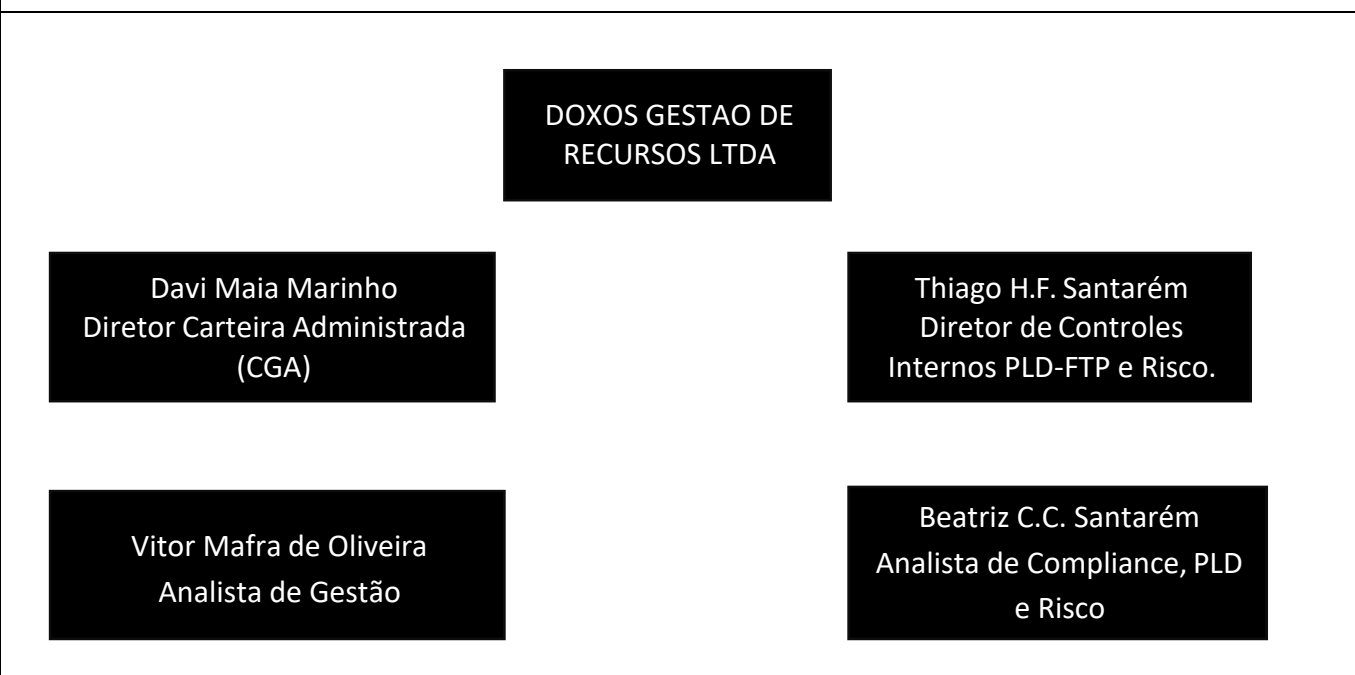 DOXOS GESTAO DE
RECURSOS LTDA
Davi Maia Marinho
Diretor Carteira Administrada
(CGA)
Thiago H.F. Santarém
Diretor de Controles
Internos PLD-FTP e Risco.
Vitor Mafra de Oliveira
Analista de Gestão
Beatriz C.C. Santarém
Analista de Compliance, PLD
e Risco